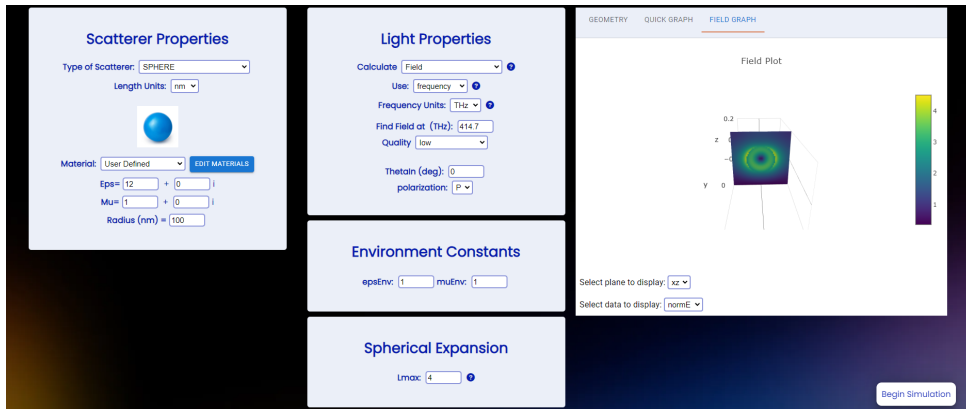 Scatterer Properties
Type of Scatterer: SPHERE
Length Units: nm
Material: User Defined EDIT MATERIALS
Eps= 12 + 0 i
Mu= 1 + 0 i
Radius (nm) = 100
Light Properties
Calculate Field ?
Use: frequency ?
Frequency Units: THz ?
Find Field at (THz): 414.7
Quality low
ThetaIn (deg): 0
polarization: P
Environment Constants
epsEnv: 1 muEnv: 1
Spherical Expansion
Lmax: 4 ?
GEOMETRY QUICK GRAPH FIELD GRAPH
Field Plot
0.2
z
y 0
4
3
2
1
Select plane to display: xz
Select data to display: normE
Begin Simulation